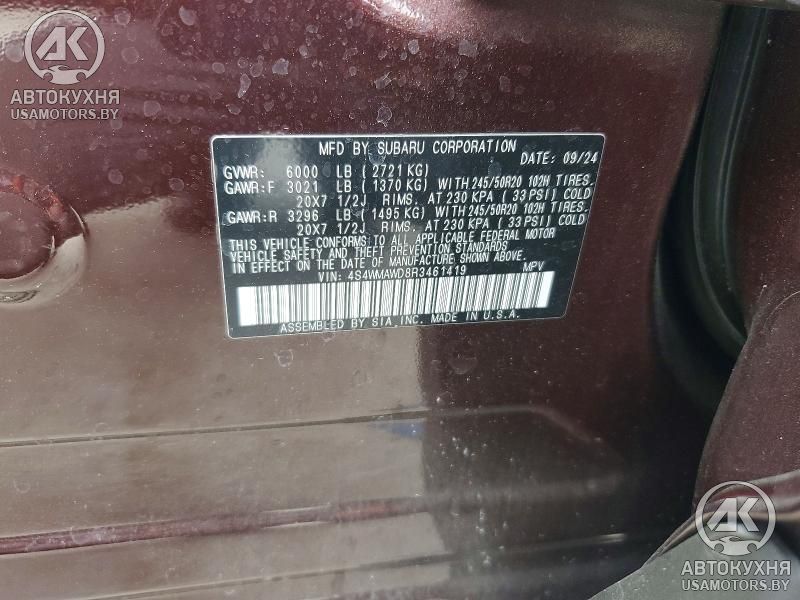 AK
АВТОКУХНЯ
USAMOTORS.BY
MFD BY SUBARU CORPORATION
GVWR: 6000 LB ( 2721 KG) DATE: 09/24
GAWR:F 3021 LB ( 1370 KG) WITH 245/50R20 102H TIRES.
20X7 1/2J RIMS. AT 230 KPA ( 33 PSI) COLD
GAWR:R 3296 LB ( 1495 KG) WITH 245/50R20 102H TIRES.
20X7 1/2J RIMS. AT 230 KPA ( 33 PSI) COLD
THIS VEHICLE CONFORMS TO ALL APPLICABLE FEDERAL MOTOR
VEHICLE SAFETY AND THEFT PREVENTION STANDARDS
IN EFFECT ON THE DATE OF MANUFACTURE SHOWN ABOVE.
VIN: 4S4WMAWD8R3461419 MPV
ASSEMBLED BY SIA, INC. MADE IN U.S.A.
AK
АВТОКУХНЯ
USAMOTORS.BY